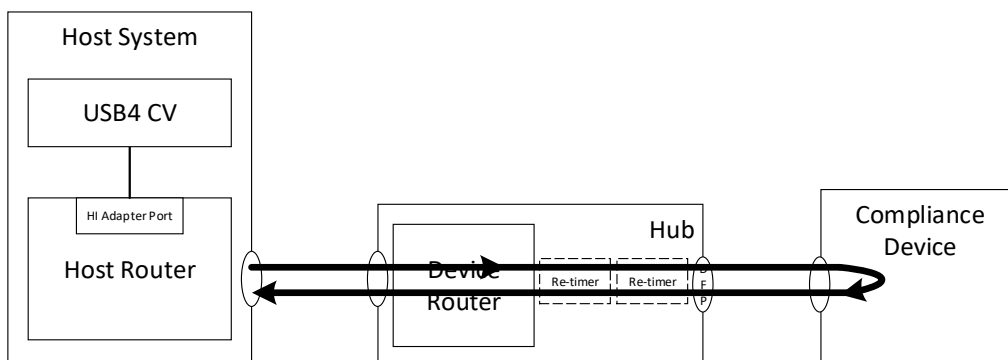 Host System
USB4 CV
HI Adapter Port
Host Router
Hub
Device
Router
Re-timer
Re-timer
D
F
P
Compliance
Device